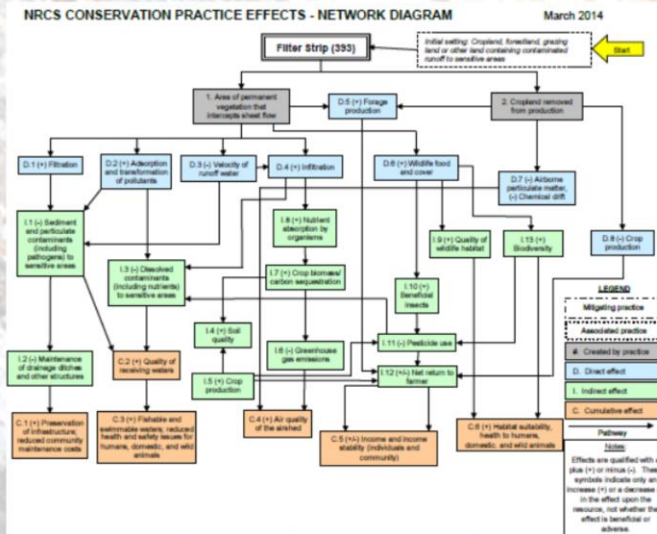 NRCS CONSERVATION PRACTICE EFFECTS - NETWORK DIAGRAM
March 2014
Filter Strip (393)
Initial setting: Cropland, forestland, grazing
land or other land containing contaminated
runoff to sensitive areas
Start
1. Area of permanent
vegetation that
intercepts sheet flow
D.5 (+) Forage
production
2. Cropland removed
from production
D.1 (+) Filtration
D.2 (+) Adsorption
and transformation
of pollutants
D.3 (-) Velocity of
runoff water
D.4 (+) Infiltration
D.6 (+) Wildlife food
and cover
D.7 (-) Airborne
particulate matter,
(-) Chemical drift
I.1 (-) Sediment
and particulate
contaminants
(including
pathogens) to
sensitive areas
I.8 (+) Nutrient
absorption by
organisms
I.9 (+) Quality of
wildlife habitat
I.13 (+)
Biodiversity
D.8 (-) Crop
production
I.3 (-) Dissolved
contaminants
(including nutrients)
to sensitive areas
I.7 (+) Crop biomass/
carbon sequestration
I.10 (+)
Beneficial
insects
LEGEND
Mitigating practice
Associated practice
# Created by practice
D. Direct effect
I. Indirect effect
C. Cumulative effect
Pathway
I.4 (+) Soil
quality
I.11 (-) Pesticide use
I.2 (-) Maintenance
of drainage ditches
and other structures
C.2 (+) Quality of
receiving waters
I.6 (-) Greenhouse
gas emissions
I.5 (+) Crop
production
I.12 (+/-) Net return to
farmer
C.1 (+) Preservation
of infrastructure;
reduced community
maintenance costs
C.3 (+) Fishable and
swimmable waters; reduced
health and safety issues for
humans, domestic, and wild
animals
C.4 (+) Air quality
of the airshed
C.5 (+/-) Income and income
stability (individuals and
community)
C.6 (+) Habitat suitability,
health to humans,
domestic, and wild animals
Notes:
Effects are qualified with a
plus (+) or minus (-). These
symbols indicate only an
increase (+) or a decrease
in the effect upon the
resource, not whether the
effect is beneficial or
adverse.